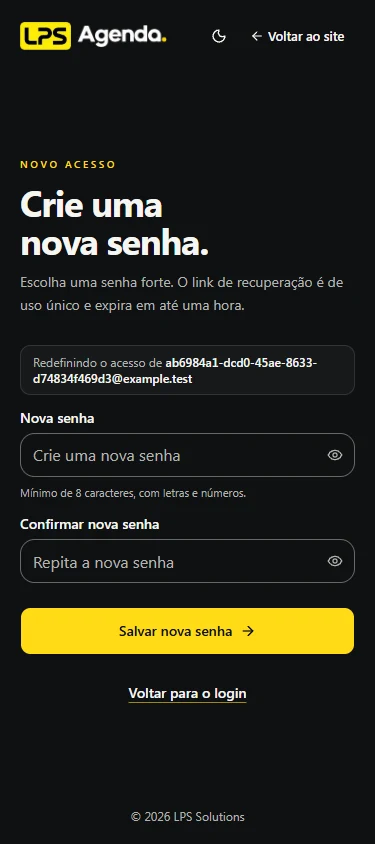 LPS Agenda.
← Voltar ao site
NOVO ACESSO
Crie uma
nova senha.
Escolha uma senha forte. O link de recuperação é de
uso único e expira em até uma hora.
Redefinindo o acesso de ab6984a1-dcd0-45ae-8633-
d74834f469d3@example.test
Nova senha
Crie uma nova senha
Mínimo de 8 caracteres, com letras e números.
Confirmar nova senha
Repita a nova senha
Salvar nova senha →
Voltar para o login
© 2026 LPS Solutions